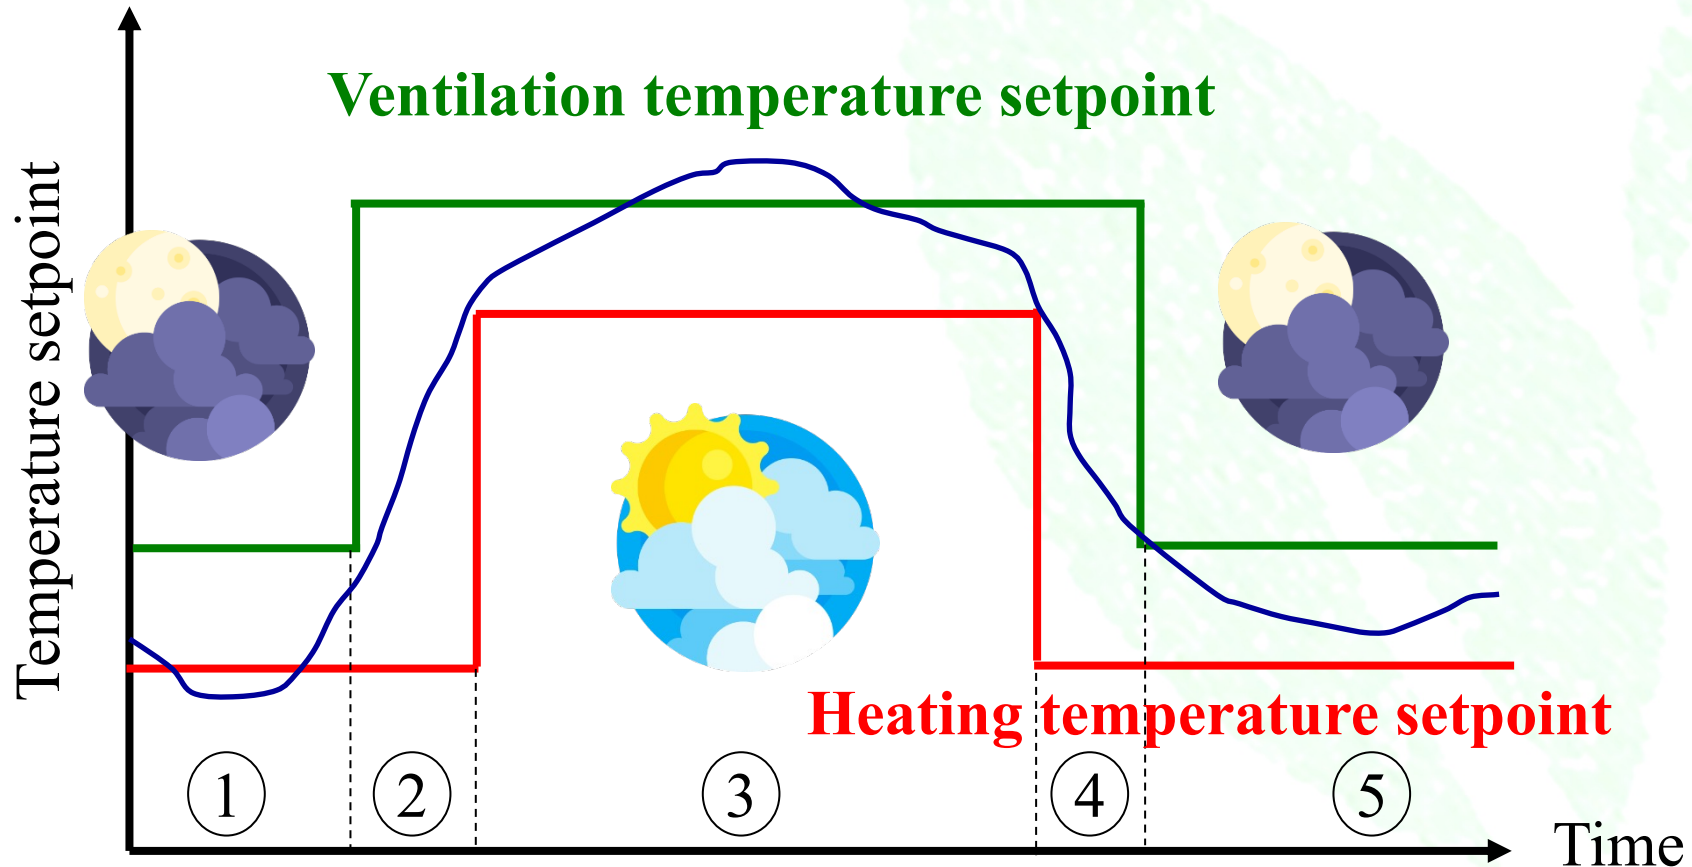 Ventilation temperature setpoint
Temperature setpoint
Heating temperature setpoint
1 2 3 4 5
Time